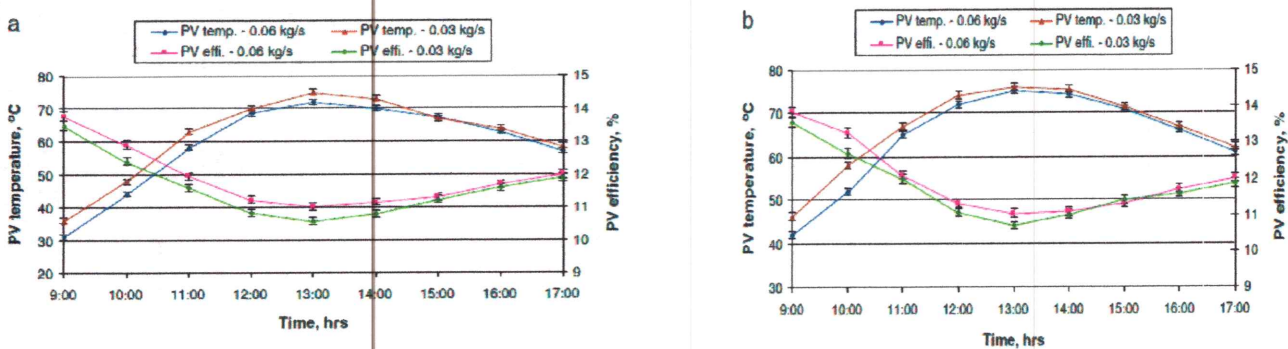 a
PV temp. - 0.06 kg/s PV temp. - 0.03 kg/s
PV effi. - 0.06 kg/s PV effi. - 0.03 kg/s
PV temperature, °C
80
70
60
50
40
30
20
15
14
13
12
11
10
9
PV efficiency, %
9:00 10:00 11:00 12:00 13:00 14:00 15:00 16:00 17:00
Time, hrs
b
PV temp. - 0.06 kg/s PV temp. - 0.03 kg/s
PV effi. - 0.06 kg/s PV effi. - 0.03 kg/s
PV temperature, °C
80
70
60
50
40
30
15
14
13
12
11
10
9
PV efficiency, %
9:00 10:00 11:00 12:00 13:00 14:00 15:00 16:00 17:00
Time, hrs